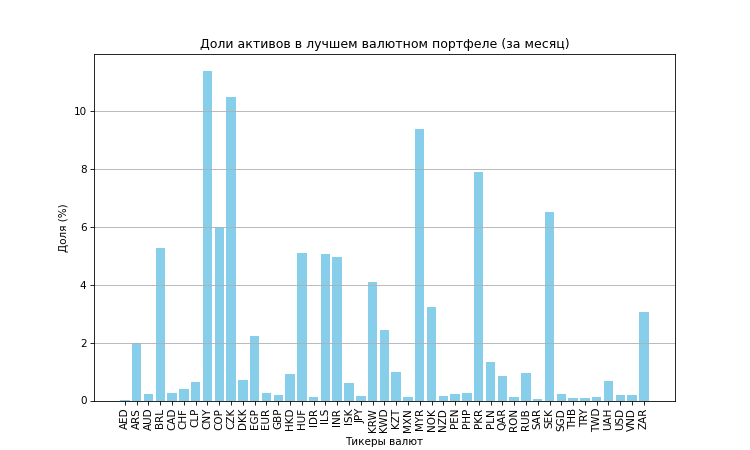 Доли активов в лучшем валютном портфеле (за месяц)
Доля (%)
10
8
6
4
2
0
AED ARS AUD BRL CAD CHF CLP CNY COP CZK DKK EGP EUR GBP HKD HUF IDR ILS INR ISK JPY KRW KWD KZT MXN MYR NOK NZD PEN PHP PKR PLN QAR RON RUB SAR SEK SGD THB TRY TWD UAH USD VND ZAR
Тикеры валют